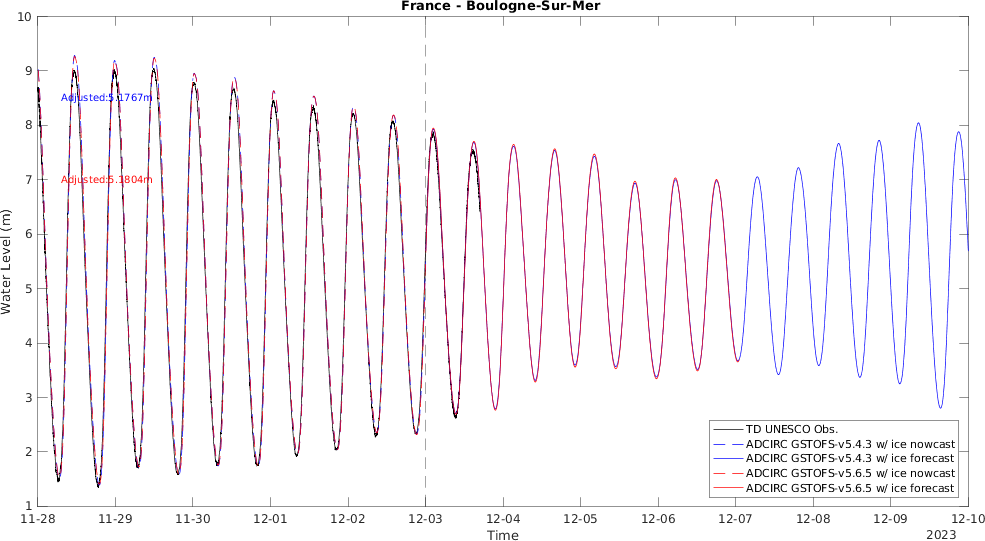 France - Boulogne-Sur-Mer
10
9
8
7
6
5
4
3
2
1
Water Level (m)
Adjusted:5.1767m
Adjusted:5.1804m
TD UNESCO Obs.
ADCIRC GSTOFS-v5.4.3 w/ ice nowcast
ADCIRC GSTOFS-v5.4.3 w/ ice forecast
ADCIRC GSTOFS-v5.6.5 w/ ice nowcast
ADCIRC GSTOFS-v5.6.5 w/ ice forecast
11-28 11-29 11-30 12-01 12-02 12-03 12-04 12-05 12-06 12-07 12-08 12-09 12-10
Time
2023